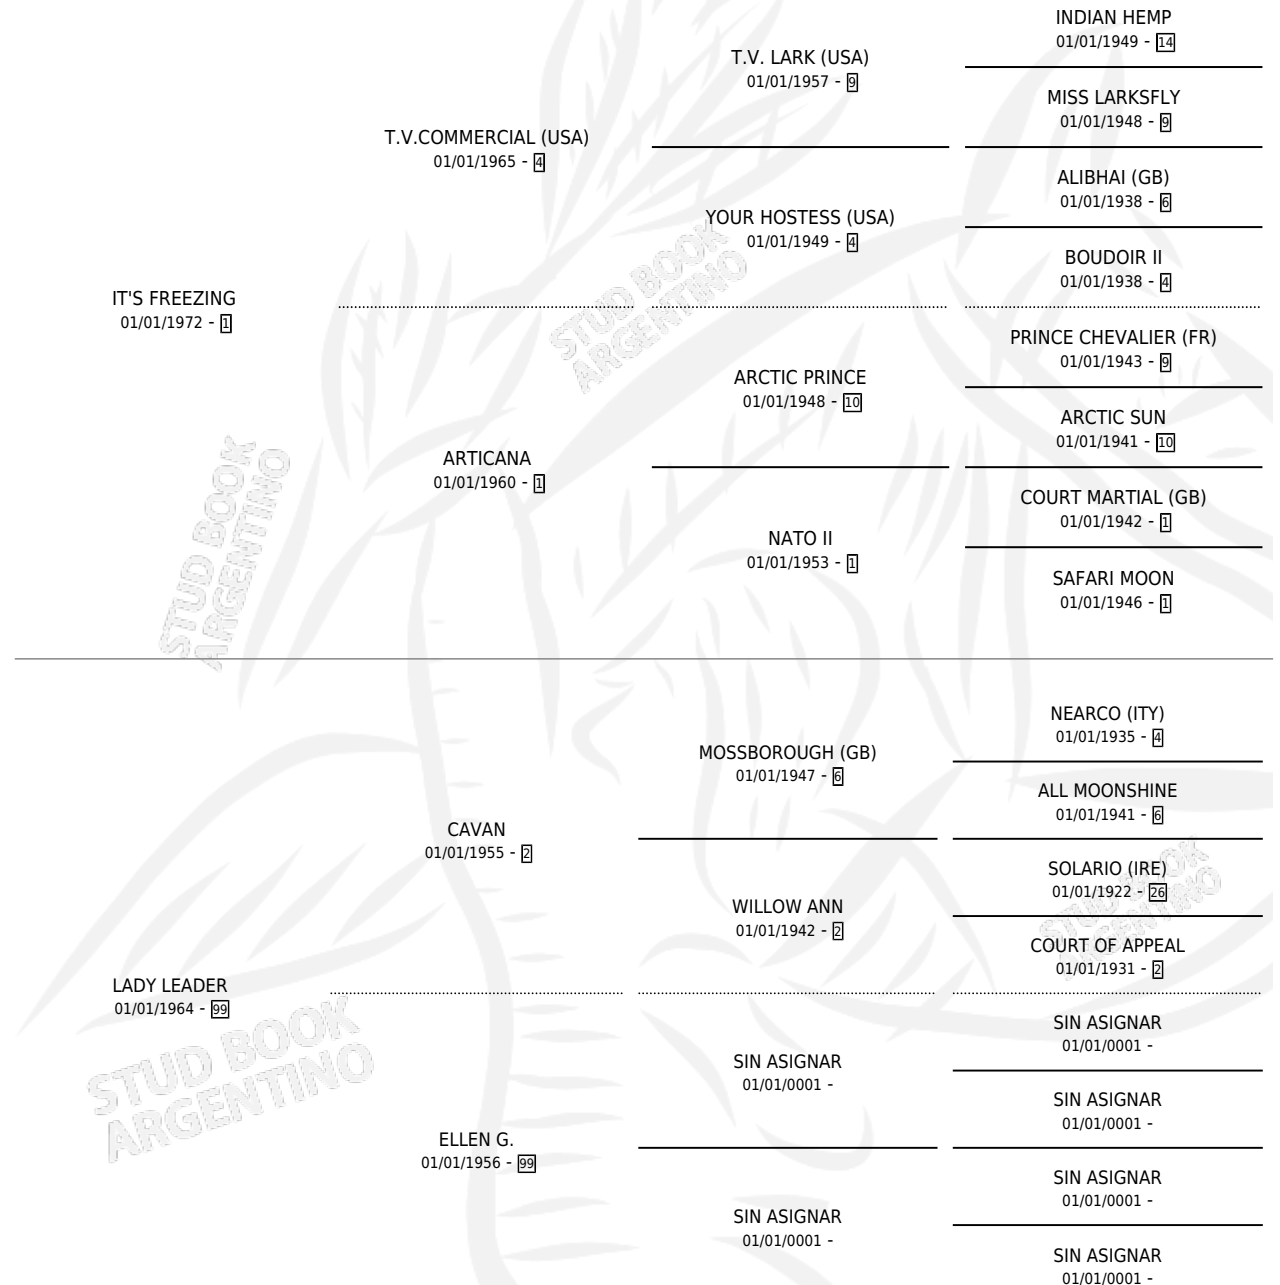 INDIAN HEMP
01/01/1949 - 14
T.V. LARK (USA)
01/01/1957 - 9
MISS LARKSFLY
01/01/1948 - 9
T.V.COMMERCIAL (USA)
01/01/1965 - 4
ALIBHAI (GB)
01/01/1938 - 6
YOUR HOSTESS (USA)
01/01/1949 - 4
BOUDOIR II
01/01/1938 - 4
IT'S FREEZING
01/01/1972 - 1
STUD BOOK
ARGENTINO
PRINCE CHEVALIER (FR)
01/01/1943 - 9
ARCTIC PRINCE
01/01/1948 - 10
ARCTIC SUN
01/01/1941 - 10
ARTICANA
01/01/1960 - 1
COURT MARTIAL (GB)
01/01/1942 - 1
NATO II
01/01/1953 - 1
SAFARI MOON
01/01/1946 - 1
STUD BOOK
ARGENTINO
NEARCO (ITY)
01/01/1935 - 4
MOSSBOROUGH (GB)
01/01/1947 - 6
ALL MOONSHINE
01/01/1941 - 6
CAVAN
01/01/1955 - 2
SOLARIO (IRE)
01/01/1922 - 26
WILLOW ANN
01/01/1942 - 2
STUD BOOK
ARGENTINO
COURT OF APPEAL
01/01/1931 - 2
LADY LEADER
01/01/1964 - 99
STUD BOOK
ARGENTINO
SIN ASIGNAR
01/01/0001 -
SIN ASIGNAR
01/01/0001 -
SIN ASIGNAR
01/01/0001 -
ELLEN G.
01/01/1956 - 99
SIN ASIGNAR
01/01/0001 -
SIN ASIGNAR
01/01/0001 -
SIN ASIGNAR
01/01/0001 -